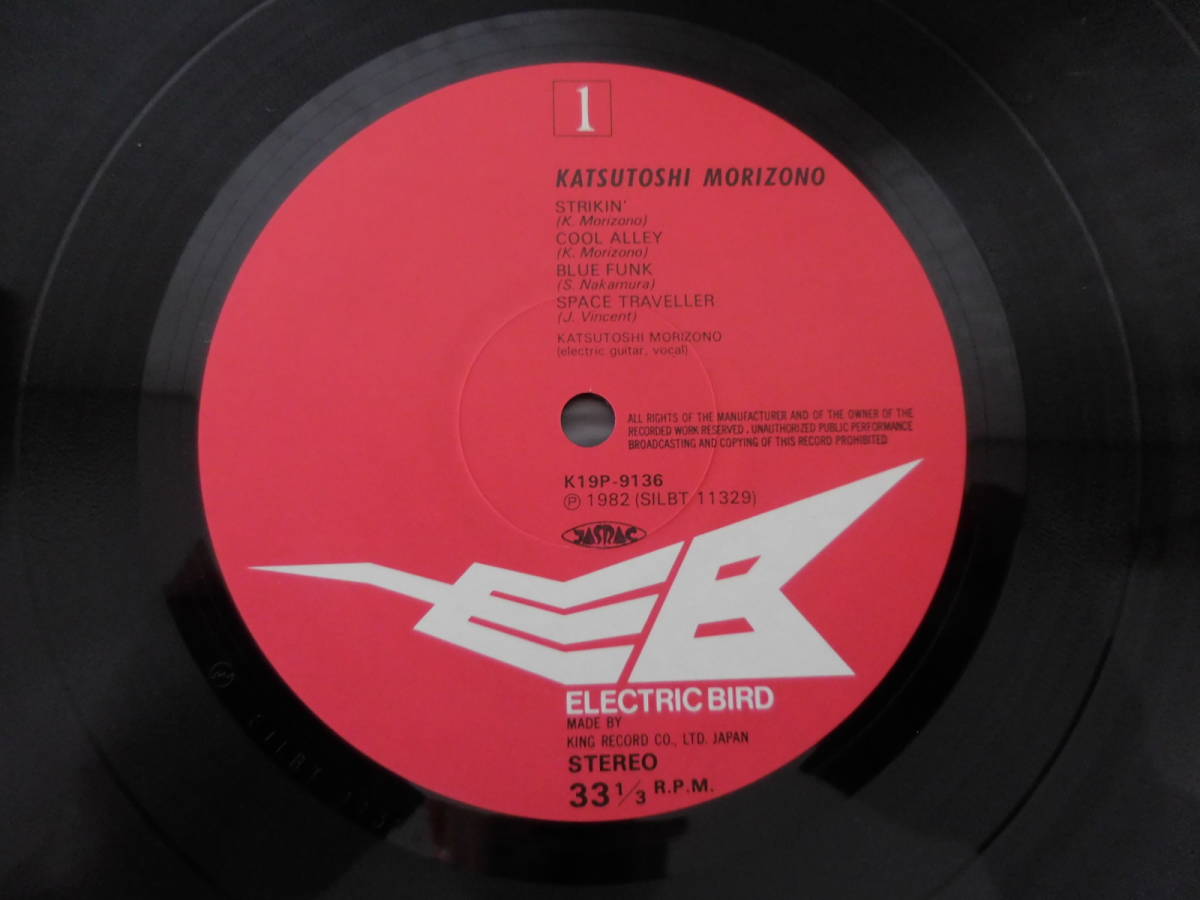 1
KATSUTOSHI MORIZONO
STRIKIN'
(K. Morizono)
COOL ALLEY
(K. Morizono)
BLUE FUNK
(S. Nakamura)
SPACE TRAVELLER
(J. Vincent)
KATSUTOSHI MORIZONO
(electric guitar, vocal)
ALL RIGHTS OF THE MANUFACTURER AND OF THE OWNER OF THE
RECORDED WORK RESERVED. UNAUTHORIZED PUBLIC PERFORMANCE
BROADCASTING AND COPYING OF THIS RECORD PROHIBITED
K19P-9136
℗ 1982 (SILBT 11329)
JASRAC
EB
ELECTRIC BIRD
MADE BY
KING RECORD CO., LTD. JAPAN
STEREO
33 1/3 R.P.M.